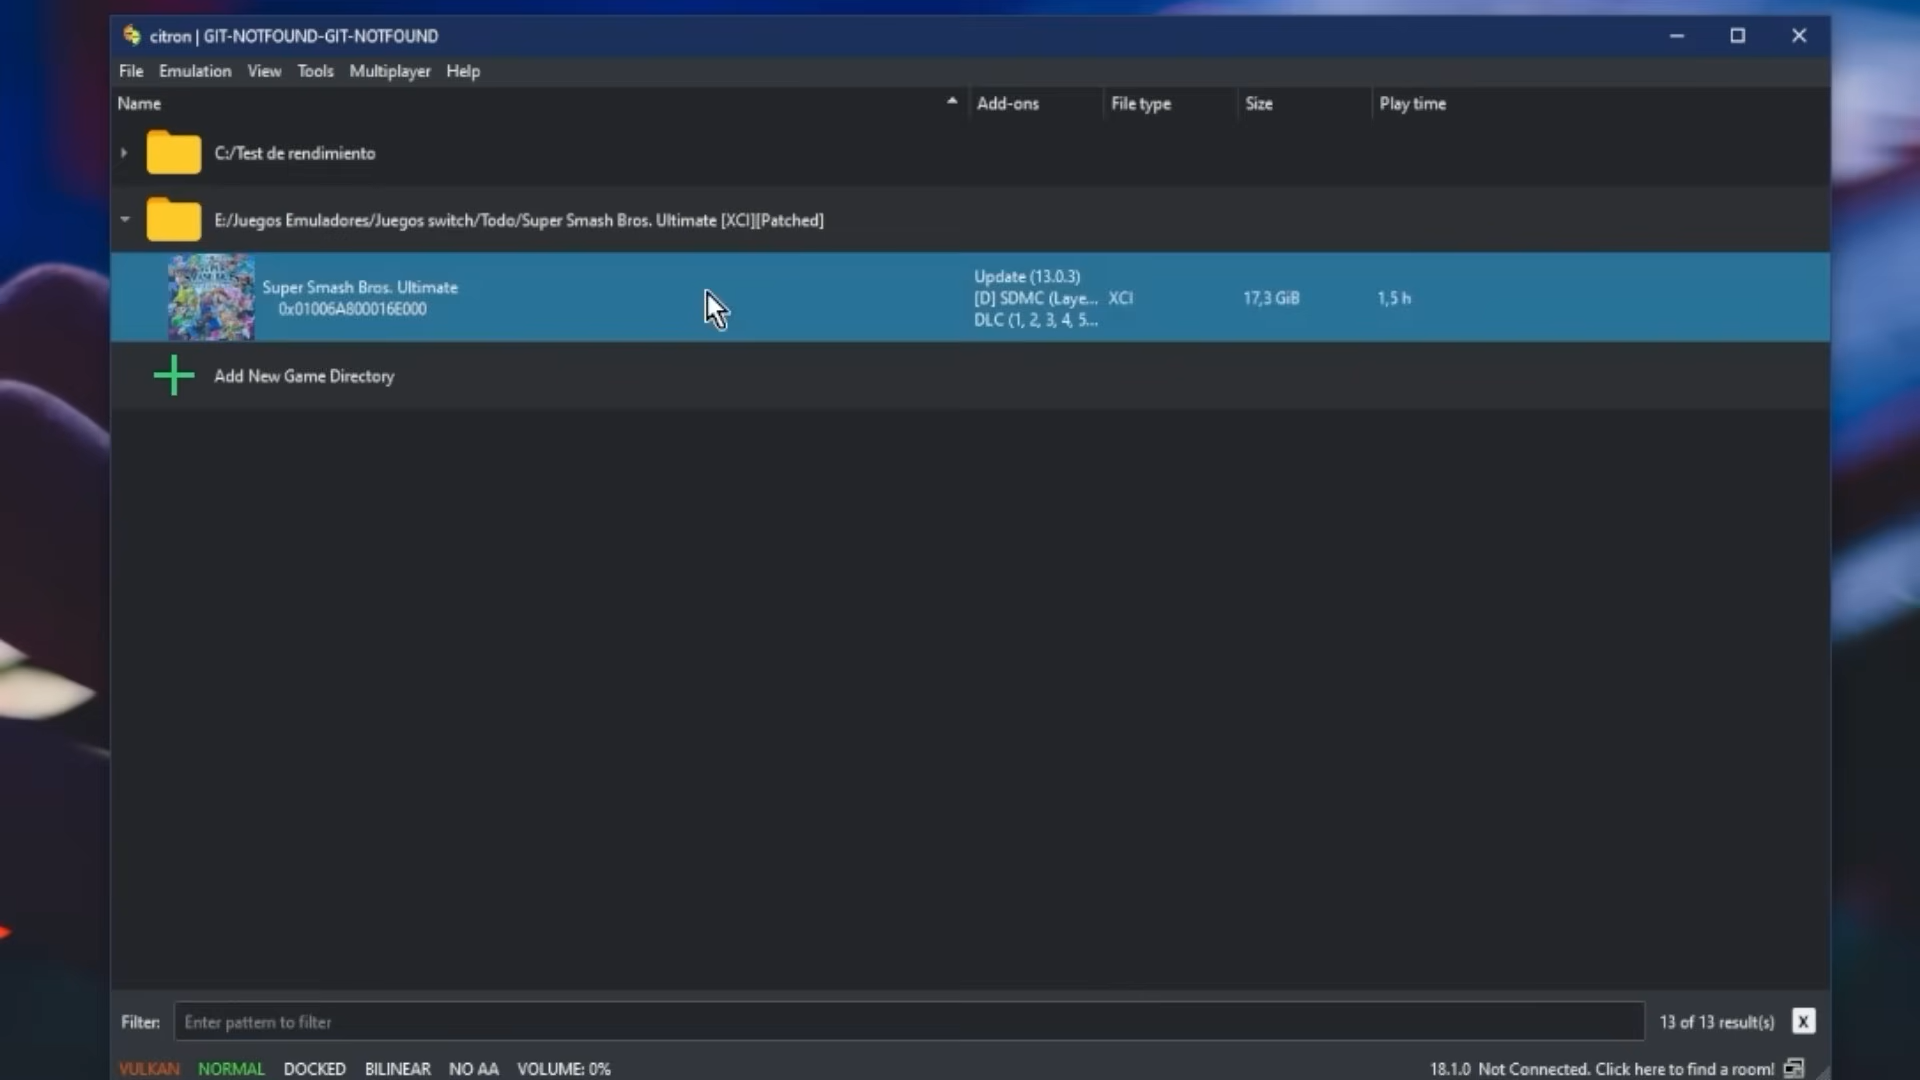 citron | GIT-NOTFOUND-GIT-NOTFOUND
File Emulation View Tools Multiplayer Help
Name Add-ons File type Size Play time
C:/Test de rendimiento
E:/Juegos Emuladores/Juegos switch/Todo/Super Smash Bros. Ultimate [XCI][Patched]
Super Smash Bros. Ultimate
0x01006A800016E000
Update (13.0.3)
[D] SDMC (Laye...
DLC (1, 2, 3, 4, 5...
XCI
17,3 GiB
1,5 h
Add New Game Directory
Filter: Enter pattern to filter 13 of 13 result(s) X
VULKAN NORMAL DOCKED BILINEAR NO AA VOLUME: 0% 18.1.0 Not Connected. Click here to find a room!